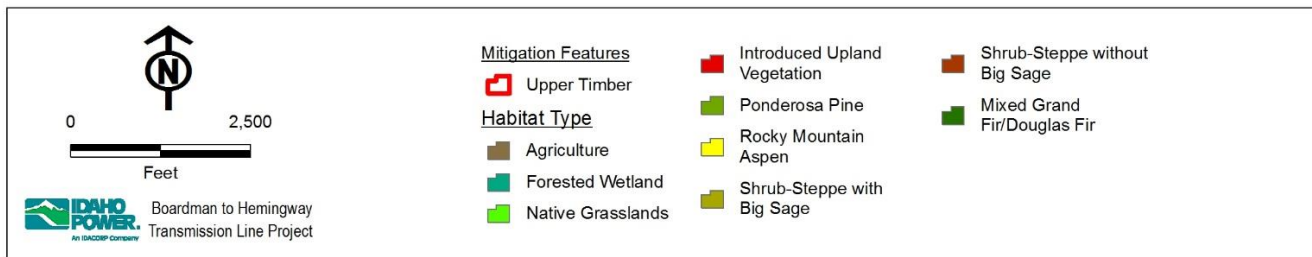 N
0 2,500
Feet
IDAHO
POWER.
An IDACORP Company
Boardman to Hemingway
Transmission Line Project
Mitigation Features
Upper Timber
Habitat Type
Agriculture
Forested Wetland
Native Grasslands
Introduced Upland
Vegetation
Ponderosa Pine
Rocky Mountain
Aspen
Shrub-Steppe with
Big Sage
Shrub-Steppe without
Big Sage
Mixed Grand
Fir/Douglas Fir